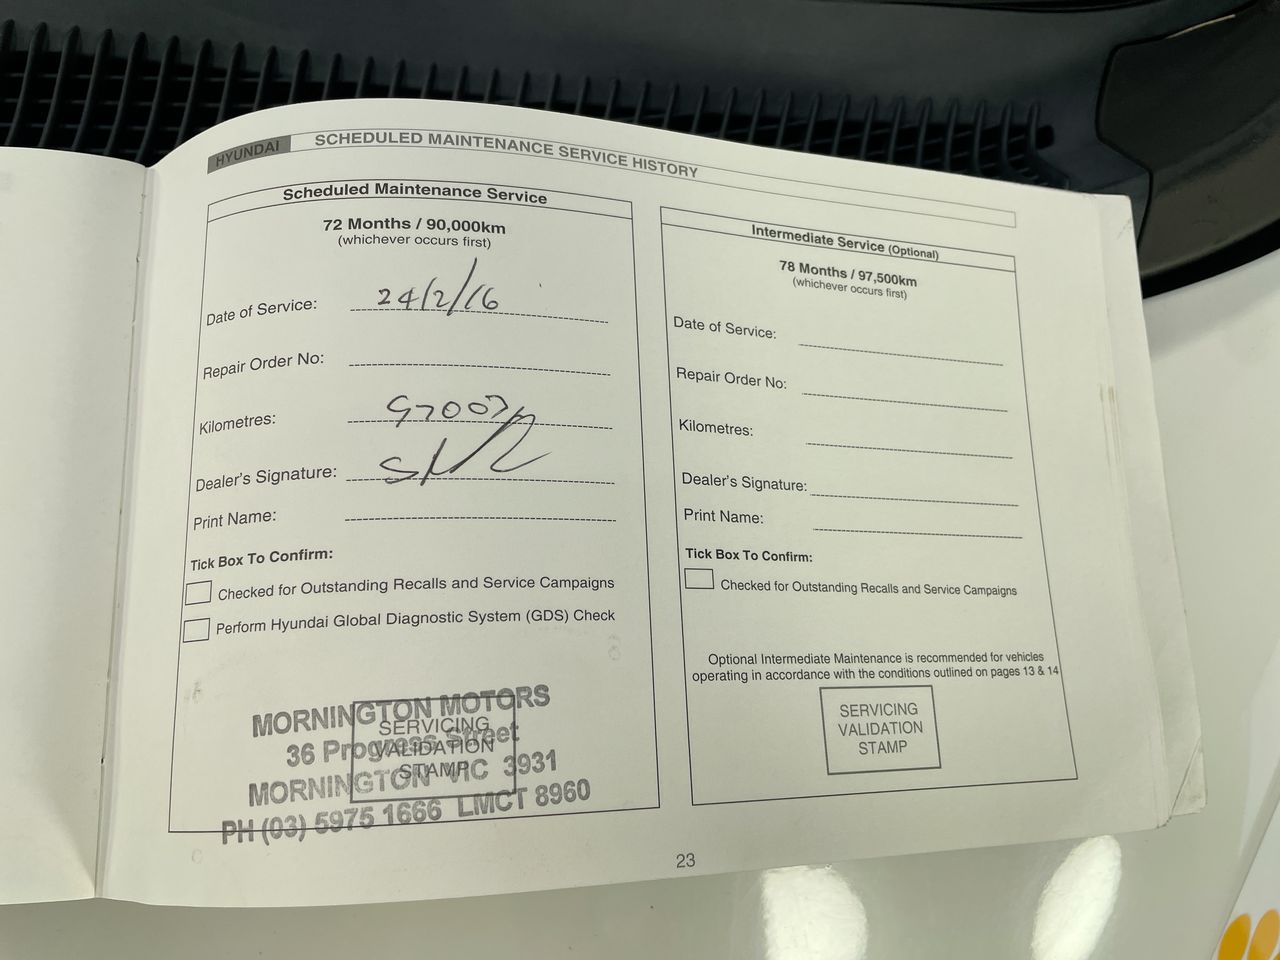 HYUNDAI SCHEDULED MAINTENANCE SERVICE HISTORY
Scheduled Maintenance Service
72 Months / 90,000km
(whichever occurs first)
Date of Service: 24/2/16
Repair Order No:
Kilometres:
Dealer's Signature:
Print Name:
Tick Box To Confirm:
Checked for Outstanding Recalls and Service Campaigns
Perform Hyundai Global Diagnostic System (GDS) Check
SERVICING
VALIDATION
STAMP
MORNINGTON MOTORS
36 Progress Street
MORNINGTON VIC 3931
PH (03) 5975 1666 LMCT 8960
Intermediate Service (Optional)
78 Months / 97,500km
(whichever occurs first)
Date of Service:
Repair Order No:
Kilometres:
Dealer's Signature:
Print Name:
Tick Box To Confirm:
Checked for Outstanding Recalls and Service Campaigns
Optional Intermediate Maintenance is recommended for vehicles
operating in accordance with the conditions outlined on pages 13 & 14
SERVICING
VALIDATION
STAMP
23